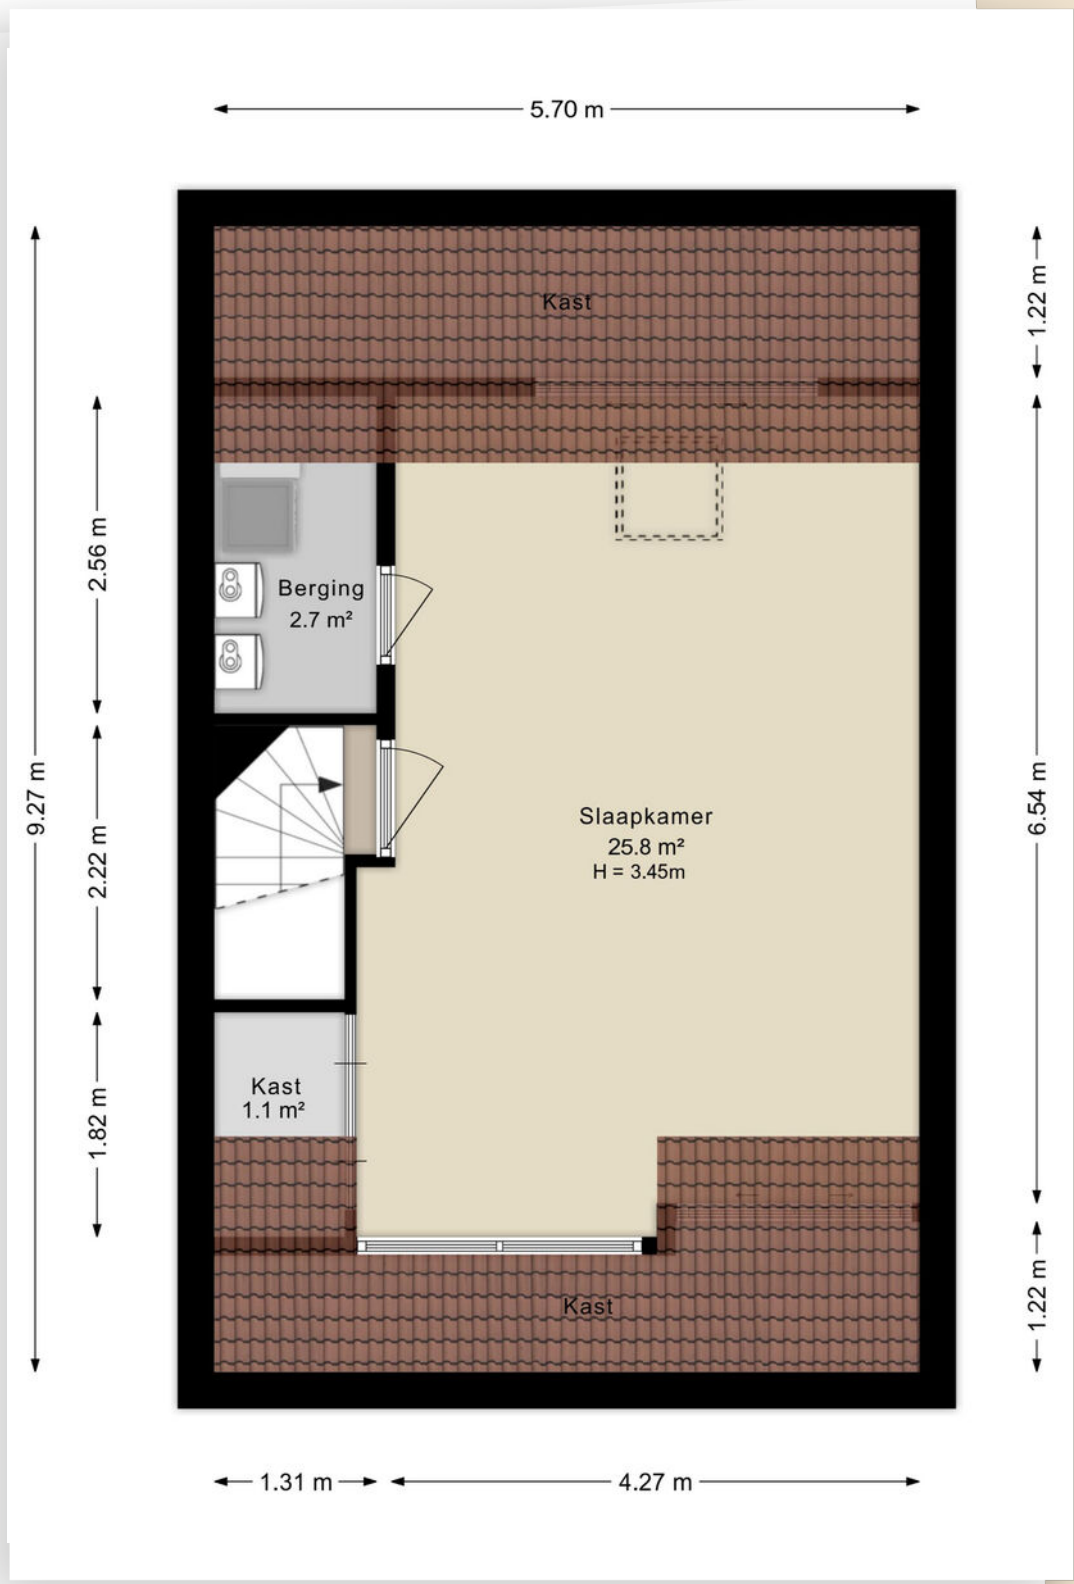 5.70 m
1.22 m
Kast
2.56 m
Berging
2.7 m²
9.27 m
6.54 m
Slaapkamer
25.8 m²
H = 3.45m
2.22 m
Kast
1.1 m²
1.82 m
1.22 m
Kast
1.31 m
4.27 m